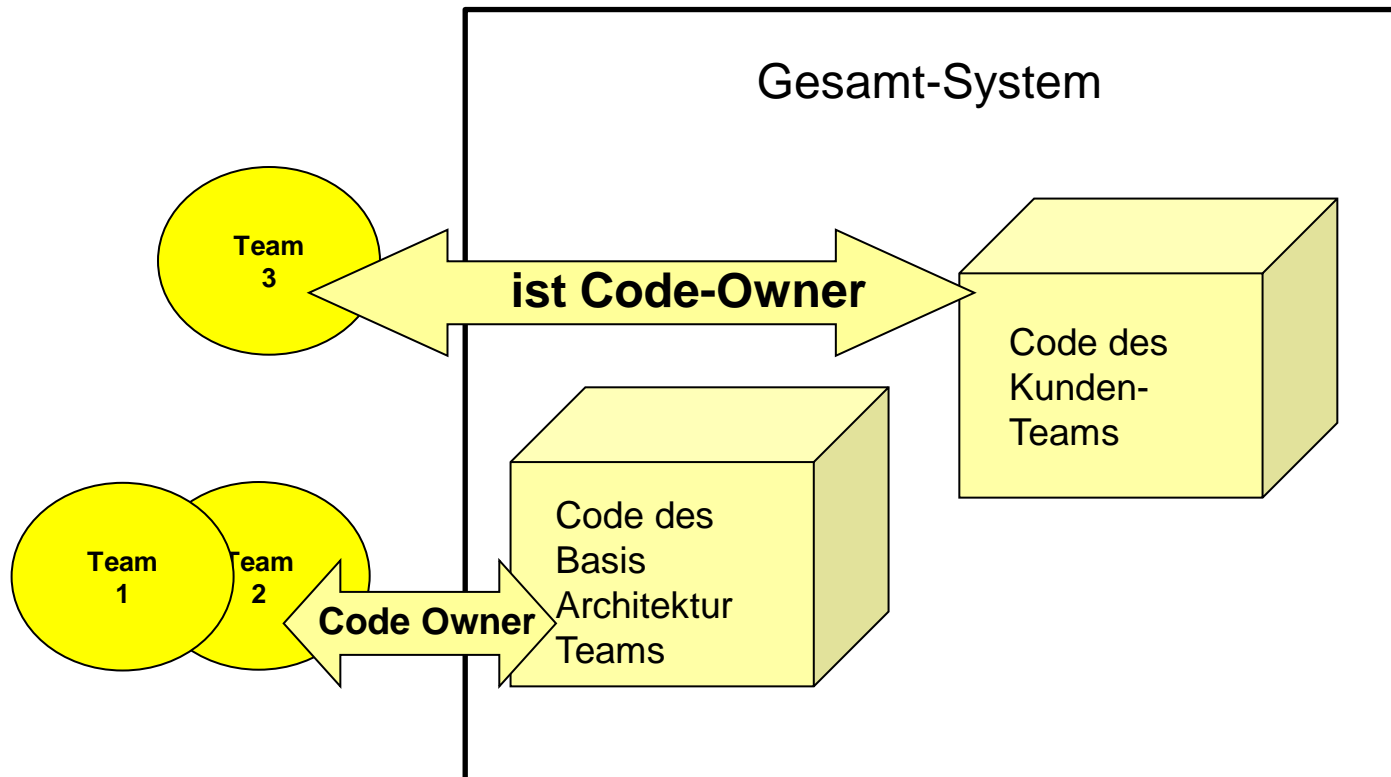 Gesamt-System
Team
3
ist Code-Owner
Code des
Kunden-
Teams
Team
1
Team
2
Code Owner
Code des
Basis
Architektur
Teams